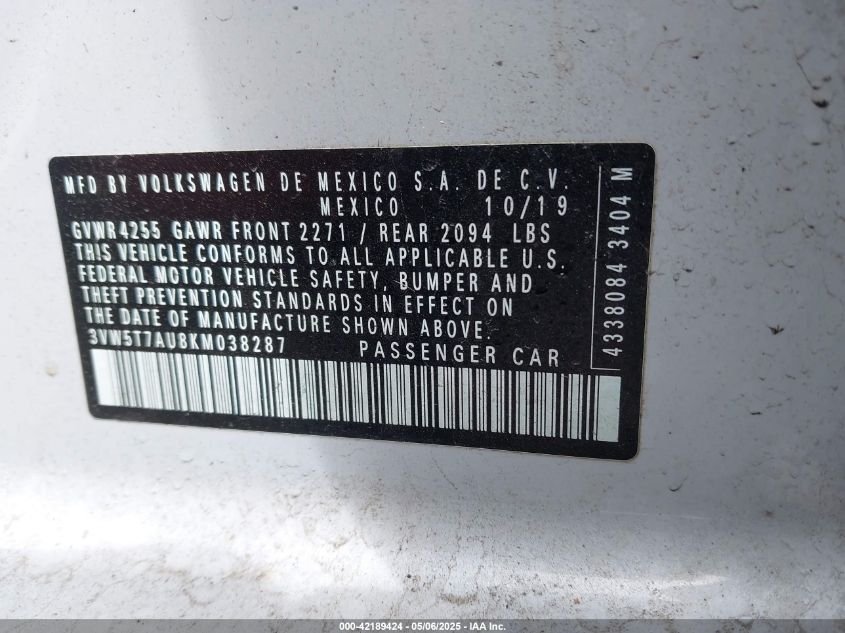 MFD BY VOLKSWAGEN DE MEXICO S.A. DE C.V.
MEXICO 10/19
GVWR4255 GAWR FRONT 2271 / REAR 2094 LBS
THIS VEHICLE CONFORMS TO ALL APPLICABLE U.S.
FEDERAL MOTOR VEHICLE SAFETY, BUMPER AND
THEFT PREVENTION STANDARDS IN EFFECT ON
THE DATE OF MANUFACTURE SHOWN ABOVE.
3VW5T7AU8KM038287 PASSENGER CAR
4338084 3404 M
000-42189424 - 05/06/2025 - IAA Inc.